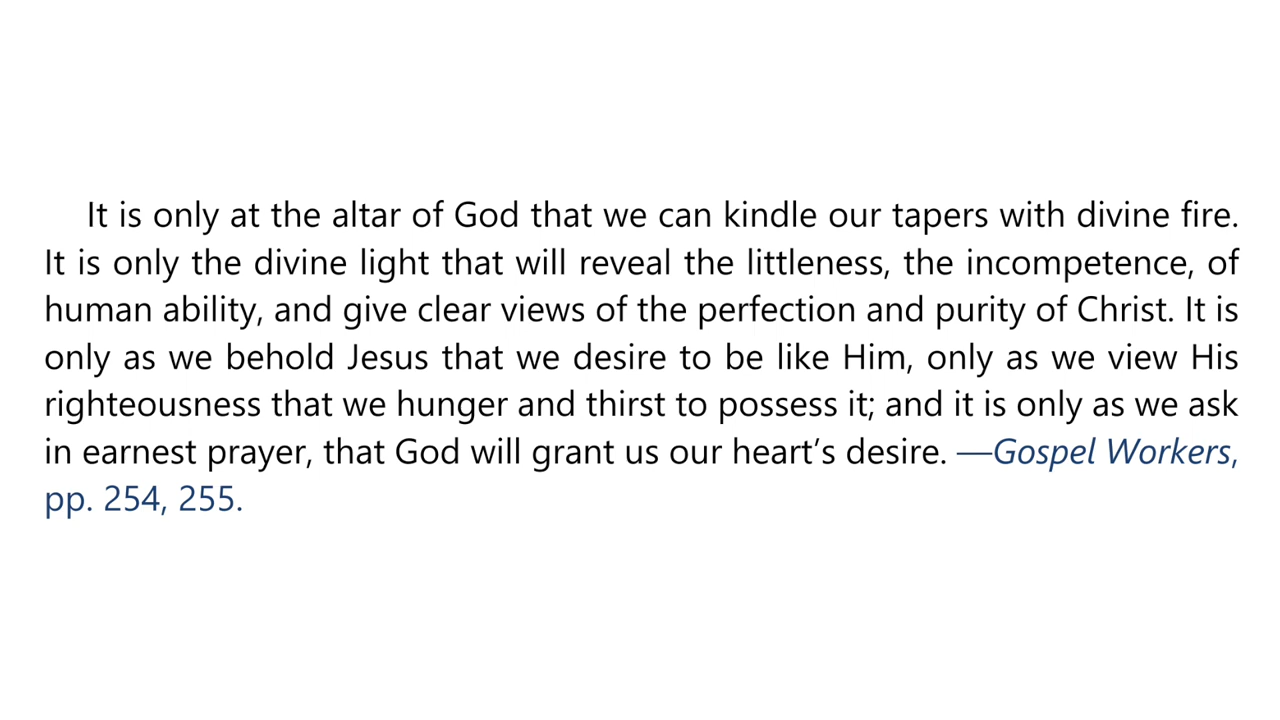 It is only at the altar of God that we can kindle our tapers with divine fire.
It is only the divine light that will reveal the littleness, the incompetence, of
human ability, and give clear views of the perfection and purity of Christ. It is
only as we behold Jesus that we desire to be like Him, only as we view His
righteousness that we hunger and thirst to possess it; and it is only as we ask
in earnest prayer, that God will grant us our heart’s desire. —Gospel Workers,
pp. 254, 255.